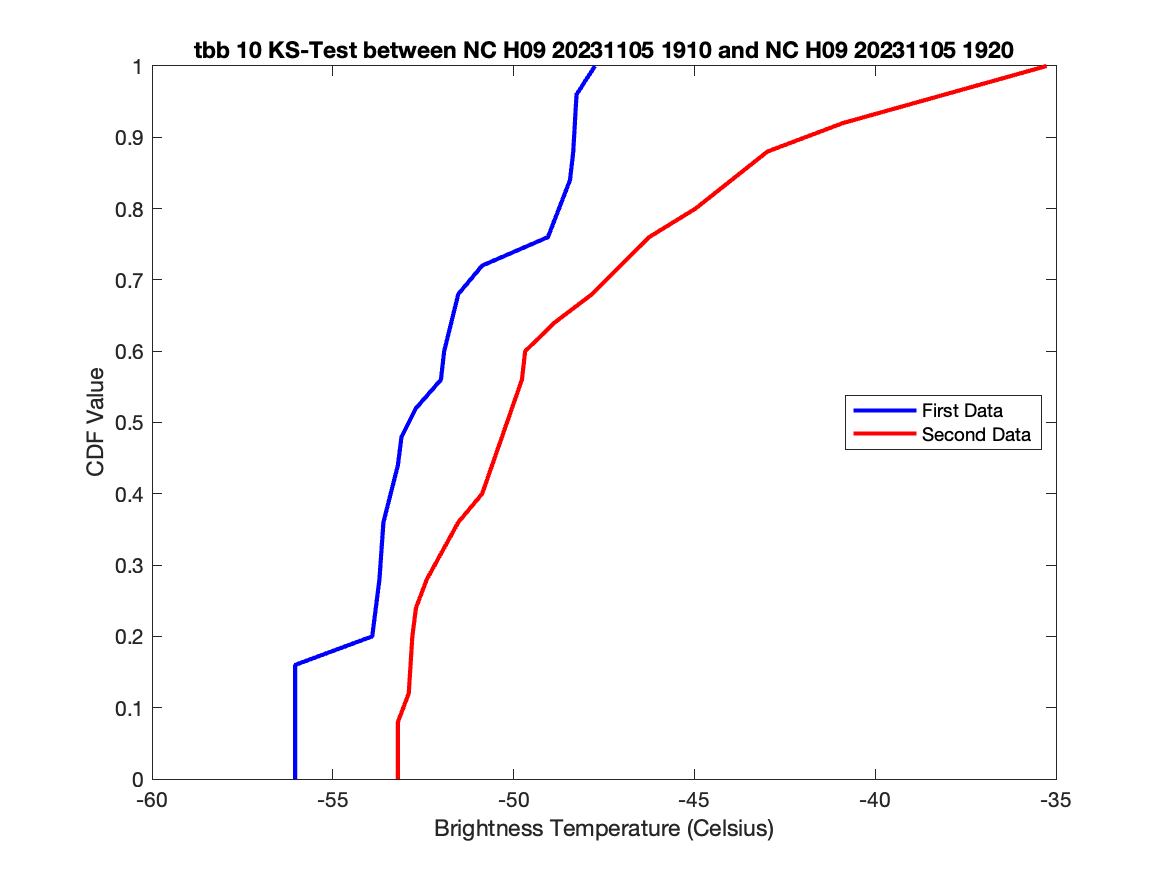 tbb 10 KS-Test between NC H09 20231105 1910 and NC H09 20231105 1920
1
0.9
0.8
0.7
0.6
0.5
0.4
0.3
0.2
0.1
0
CDF Value
First Data
Second Data
-60 -55 -50 -45 -40 -35
Brightness Temperature (Celsius)